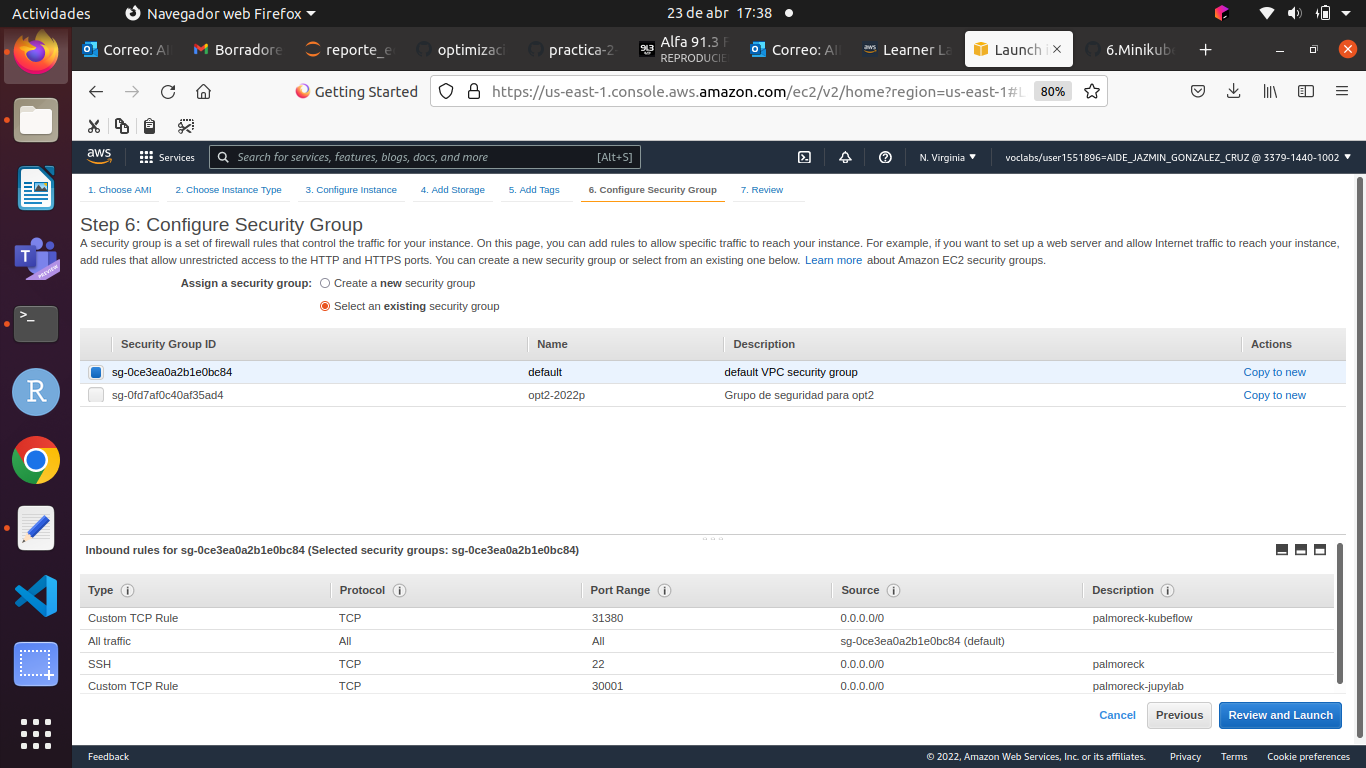 Actividades
Navegador web Firefox
23 de abr 17:38
Correo: Al
Borradore
reporte_e
optimizac
practica-2
Alfa 91.3 F
REPRODUCIE
Correo: Al
Learner La
Launch i
6.Minikub
Getting Started
https://us-east-1.console.aws.amazon.com/ec2/v2/home?region=us-east-1#L
80%
aws
Services
Search for services, features, blogs, docs, and more
[Alt+S]
N. Virginia
voclabs/user1551896=AIDE_JAZMIN_GONZALEZ_CRUZ @ 3379-1440-1002
1. Choose AMI
2. Choose Instance Type
3. Configure Instance
4. Add Storage
5. Add Tags
6. Configure Security Group
7. Review
Step 6: Configure Security Group
A security group is a set of firewall rules that control the traffic for your instance. On this page, you can add rules to allow specific traffic to reach your instance. For example, if you want to set up a web server and allow Internet traffic to reach your instance,
add rules that allow unrestricted access to the HTTP and HTTPS ports. You can create a new security group or select from an existing one below. Learn more about Amazon EC2 security groups.
Assign a security group: Create a new security group
Select an existing security group
Security Group ID Name Description Actions
sg-0ce3ea0a2b1e0bc84 default default VPC security group Copy to new
sg-0fd7af0c40af35ad4 opt2-2022p Grupo de seguridad para opt2 Copy to new
Inbound rules for sg-0ce3ea0a2b1e0bc84 (Selected security groups: sg-0ce3ea0a2b1e0bc84)
Type Protocol Port Range Source Description
Custom TCP Rule TCP 31380 0.0.0.0/0 palmoreck-kubeflow
All traffic All All sg-0ce3ea0a2b1e0bc84 (default)
SSH TCP 22 0.0.0.0/0 palmoreck
Custom TCP Rule TCP 30001 0.0.0.0/0 palmoreck-jupylab
Cancel
Previous
Review and Launch
Feedback
© 2022, Amazon Web Services, Inc. or its affiliates.
Privacy
Terms
Cookie preferences